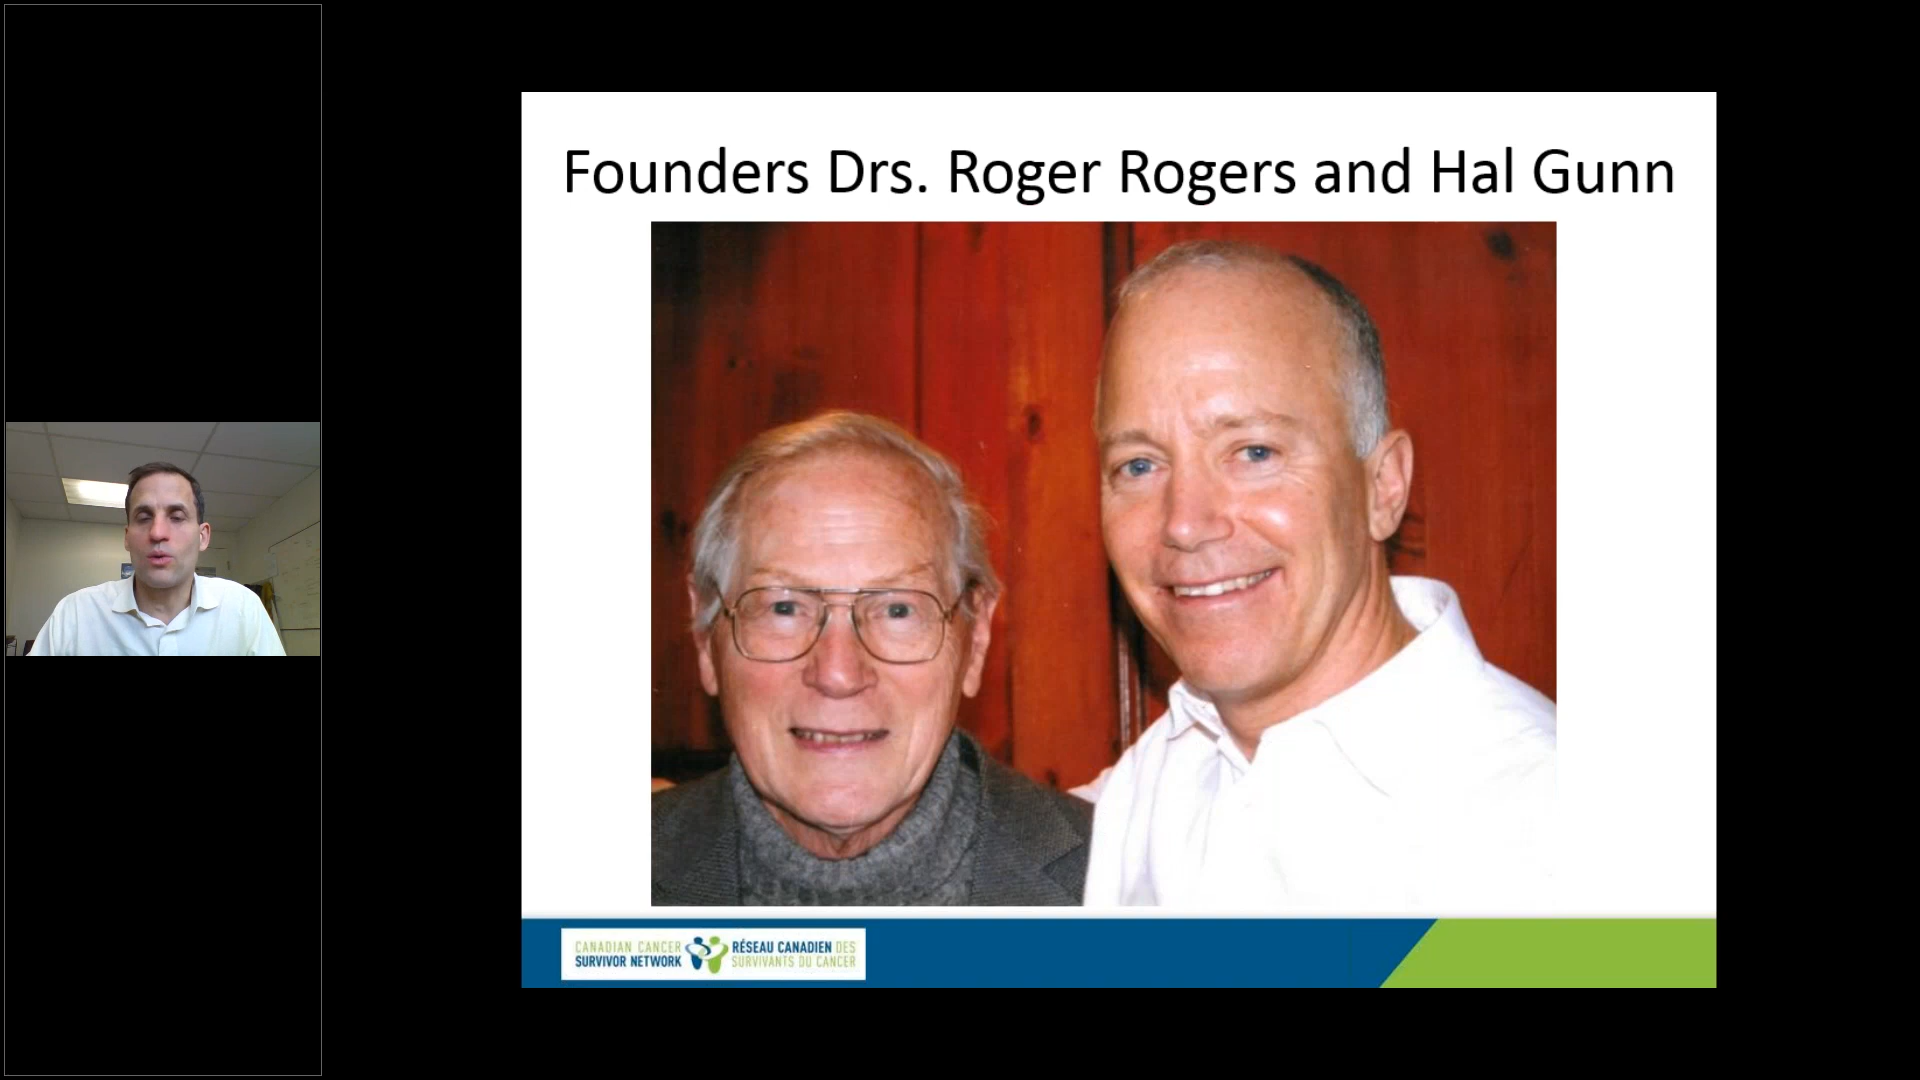 Founders Drs. Roger Rogers and Hal Gunn
CANADIAN CANCER
SURVIVOR NETWORK
RÉSEAU CANADIEN DES
SURVIVANTS DU CANCER